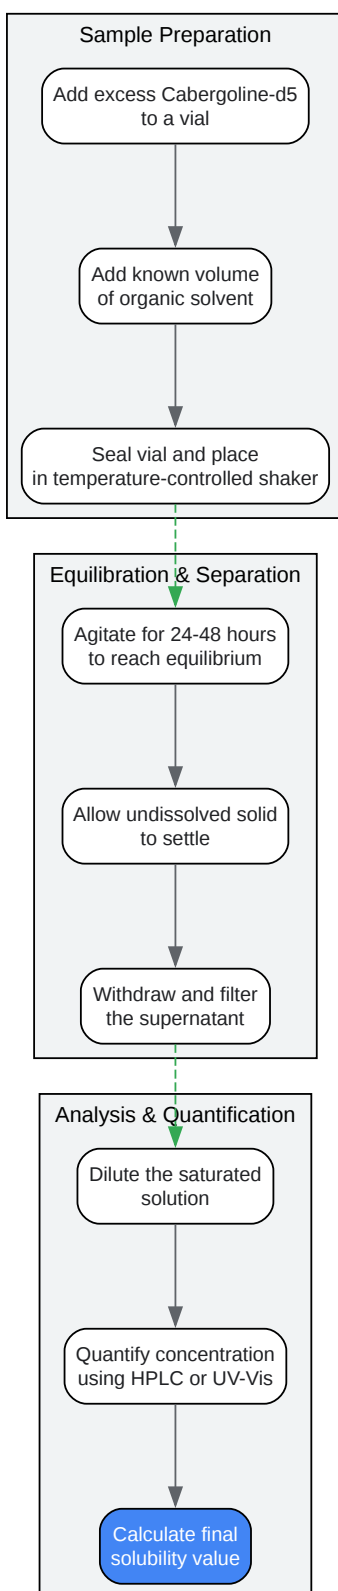 Sample Preparation
Add excess Cabergoline-d5
to a vial
Add known volume
of organic solvent
Seal vial and place
in temperature-controlled shaker
Equilibration & Separation
Agitate for 24-48 hours
to reach equilibrium
Allow undissolved solid
to settle
Withdraw and filter
the supernatant
Analysis & Quantification
Dilute the saturated
solution
Quantify concentration
using HPLC or UV-Vis
Calculate final
solubility value